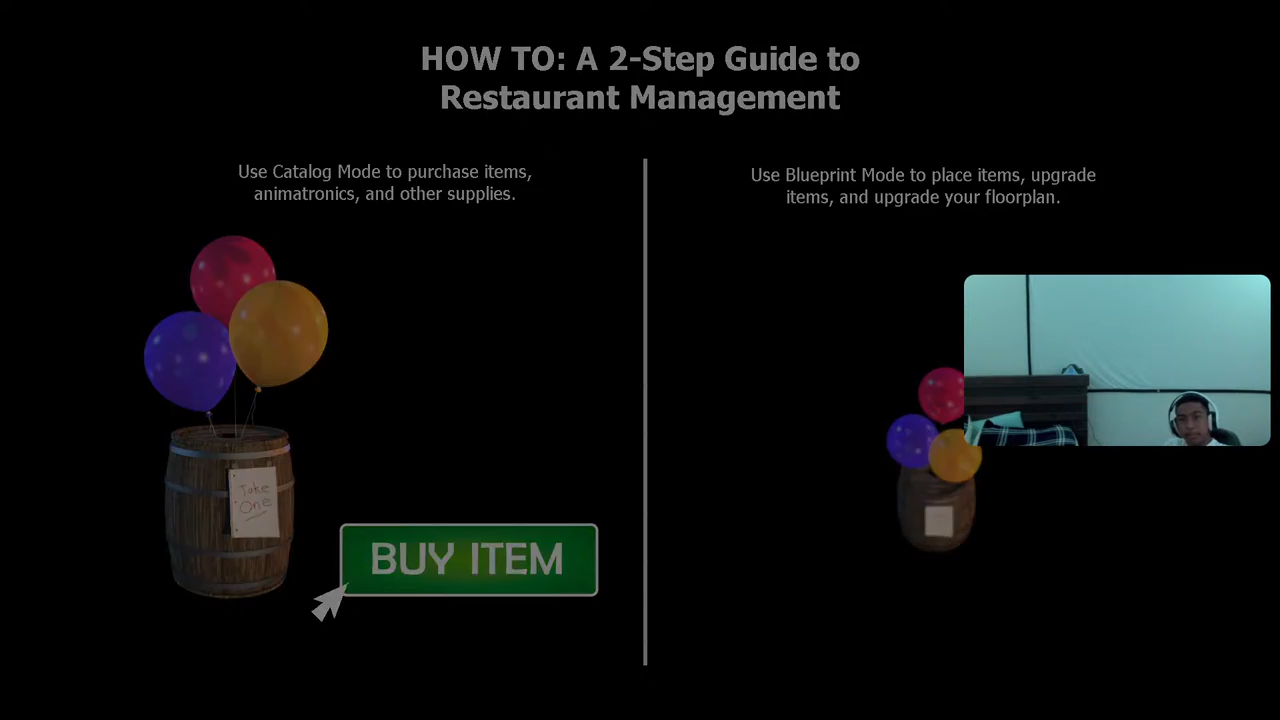 HOW TO: A 2-Step Guide to
Restaurant Management
Use Catalog Mode to purchase items,
animatronics, and other supplies.
Take
One
BUY ITEM
Use Blueprint Mode to place items, upgrade
items, and upgrade your floorplan.